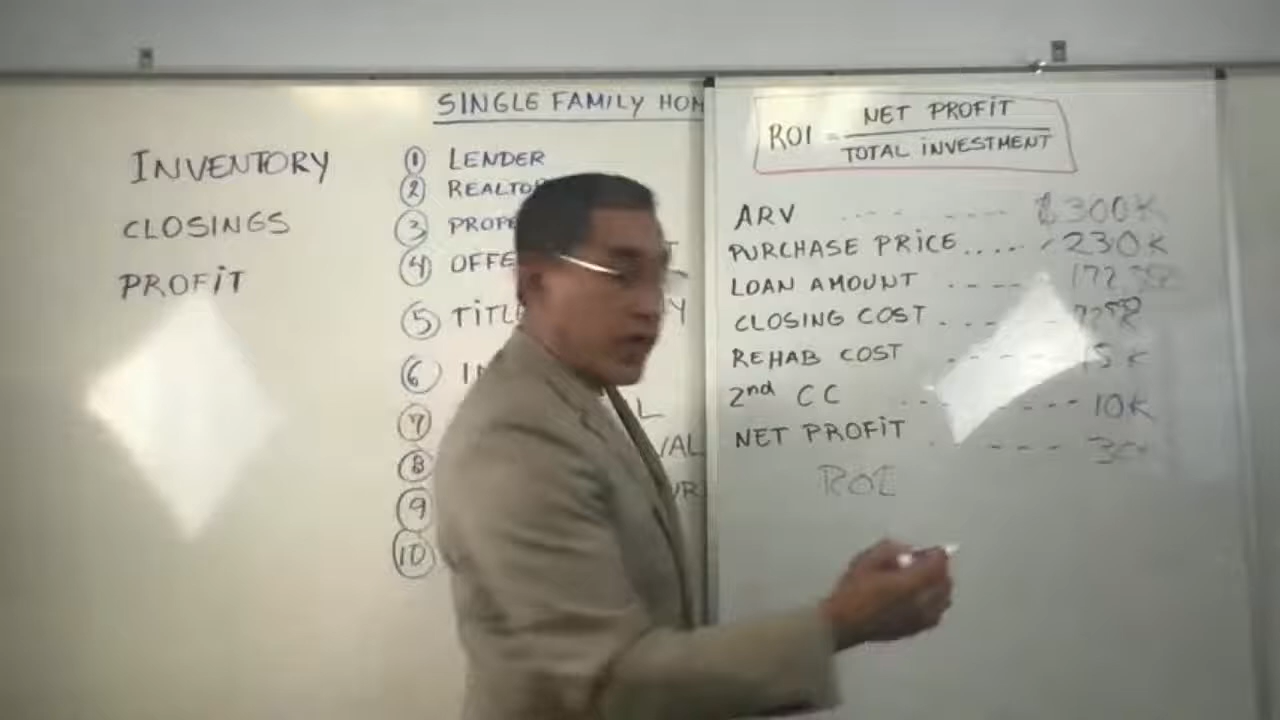 INVENTORY
CLOSINGS
PROFIT
SINGLE FAMILY HOM
1 LENDER
2 REALTO
3 PROPE
4 OFFE
5 TITL Y
6 I
7 L
8 VAL
9 UR
10
ROI = NET PROFIT
TOTAL INVESTMENT
ARV .... $300K
PURCHASE PRICE .... 230K
LOAN AMOUNT ....
CLOSING COST ....
REHAB COST ....
2nd CC .... 10K
NET PROFIT ....
ROI